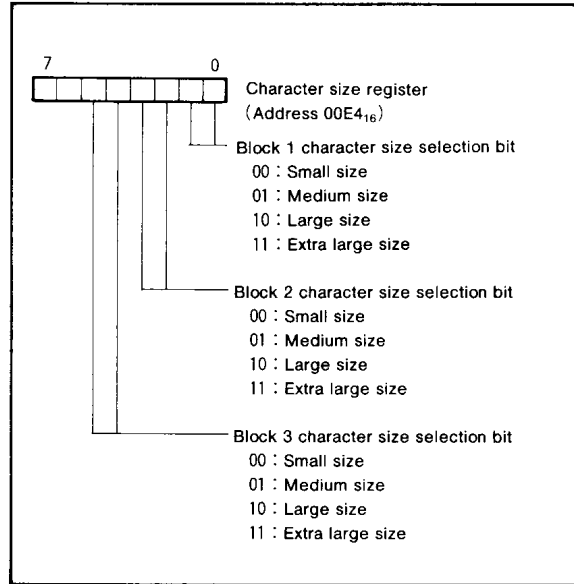 7 0
Character size register
(Address 00E4₁₆)
Block 1 character size selection bit
00 : Small size
01 : Medium size
10 : Large size
11 : Extra large size
Block 2 character size selection bit
00 : Small size
01 : Medium size
10 : Large size
11 : Extra large size
Block 3 character size selection bit
00 : Small size
01 : Medium size
10 : Large size
11 : Extra large size